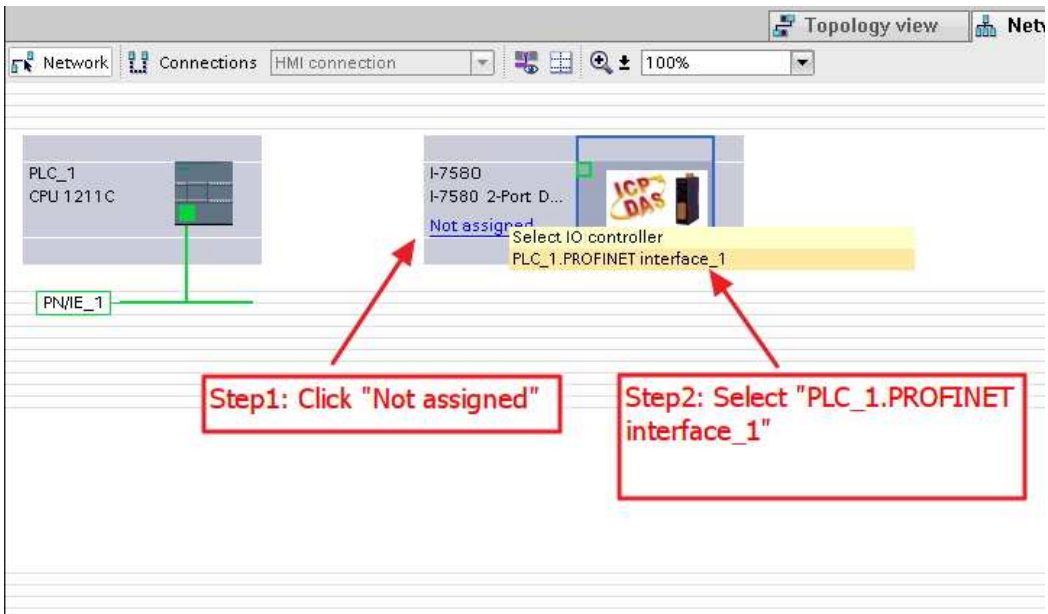 Topology view
Network
Connections
HMI connection
100%
PLC_1
CPU 1211C
I-7580
I-7580 2-Port D...
Not assigned
ICP
DAS
Select IO controller
PLC_1.PROFINET interface_1
PN/IE_1
Step1: Click "Not assigned"
Step2: Select "PLC_1.PROFINET
interface_1"